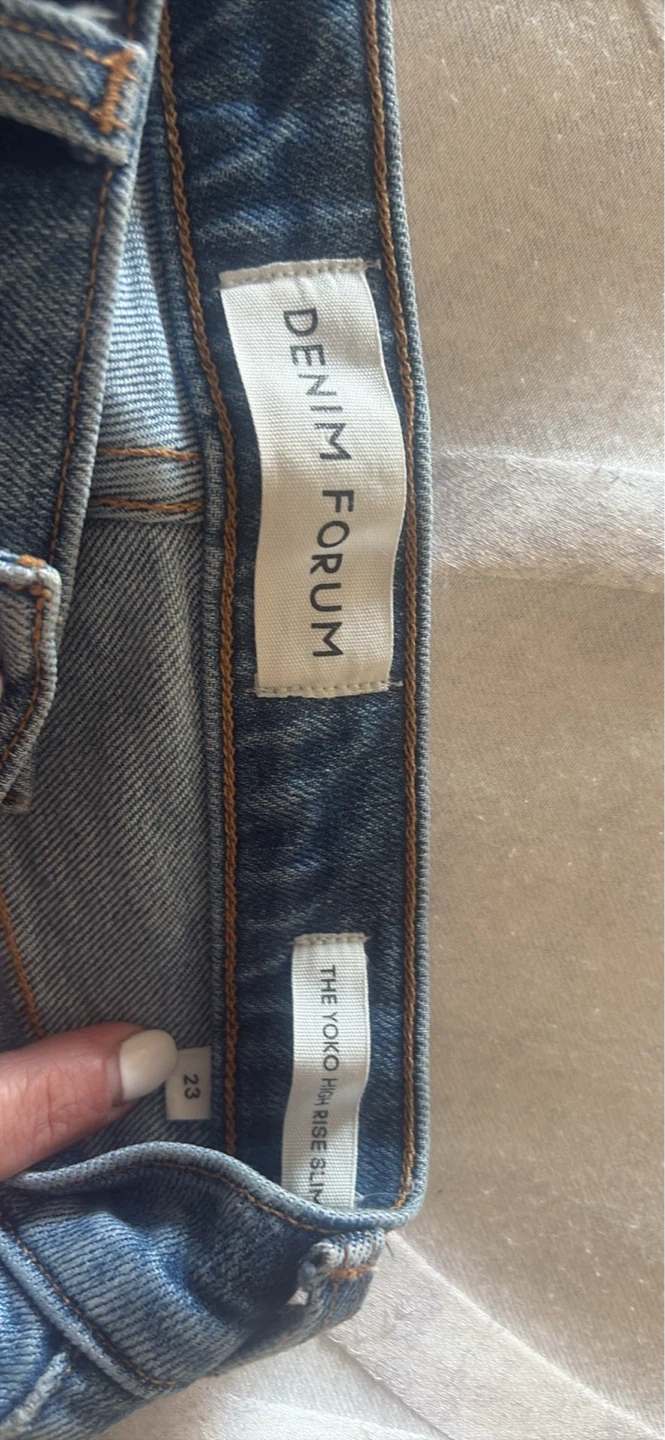 DENIM FORUM
THE YOKO HIGH RISE SLIM
23